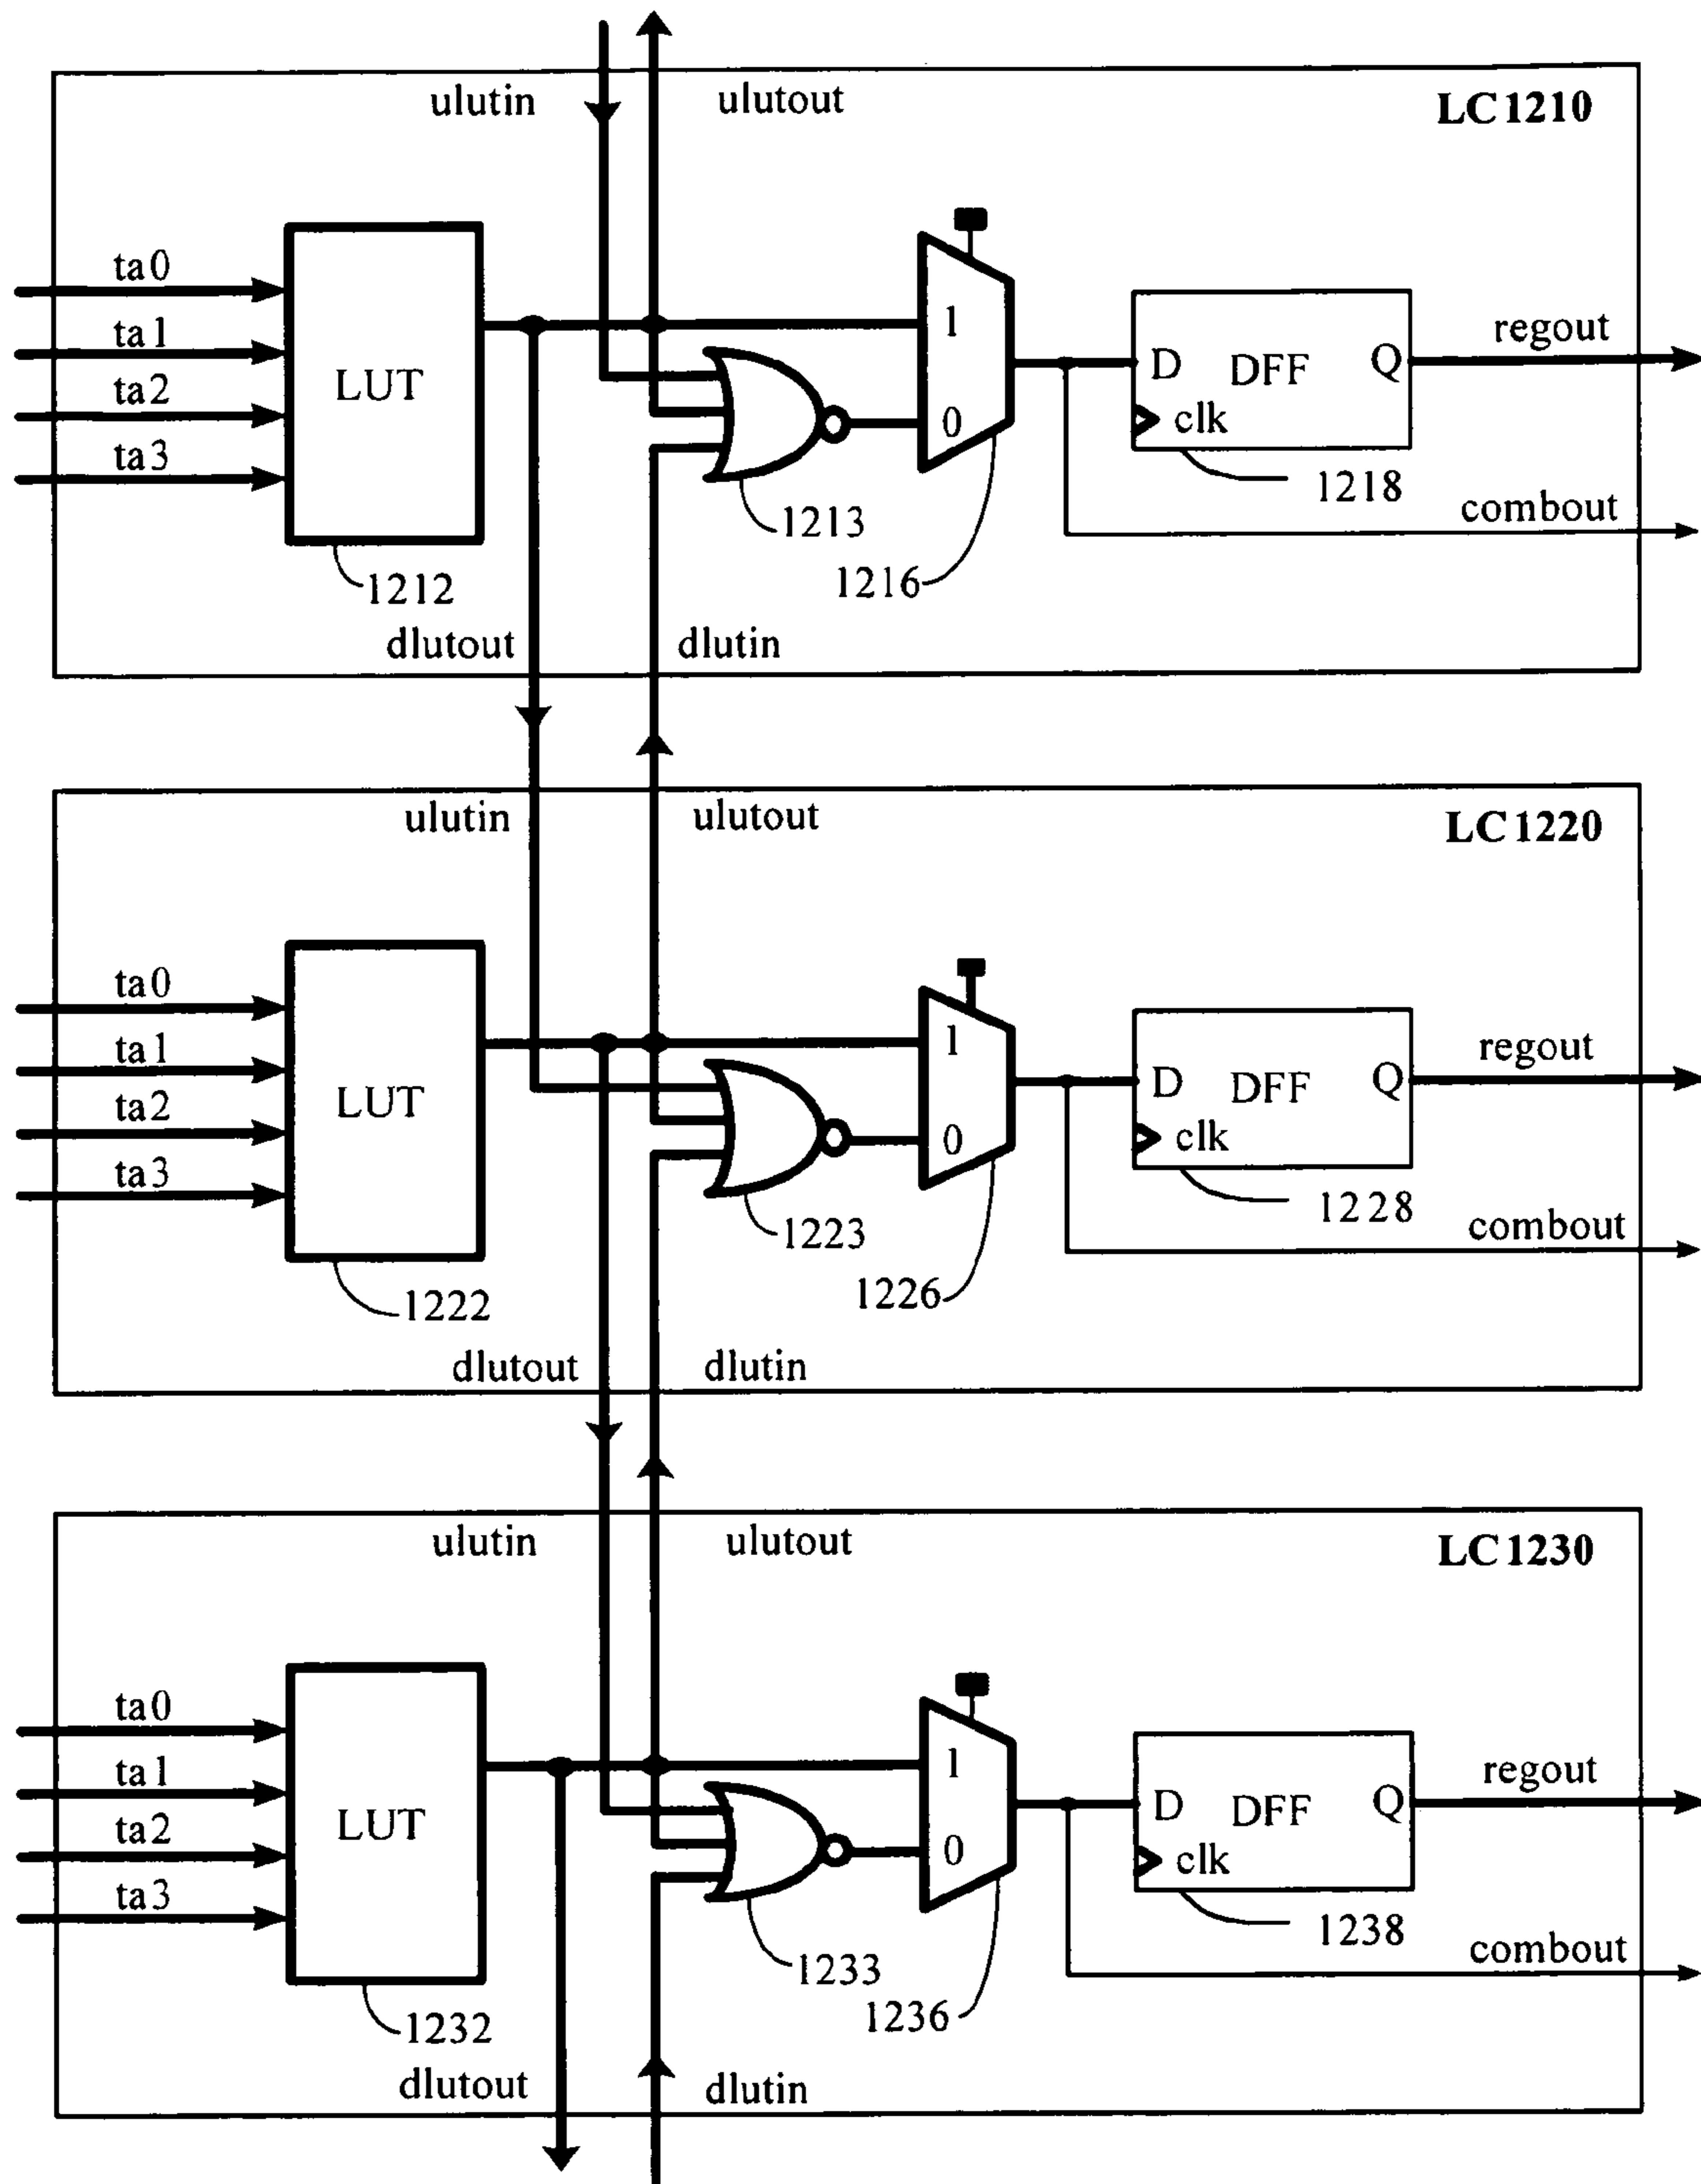 ulutin ulutout LC1210
ta0
ta1
ta2
ta3
LUT
1
0
D DFF Q
clk
regout
1218
combout
1213
1216
1212
dlutout dlutin
ulutin ulutout LC1220
ta0
ta1
ta2
ta3
LUT
1
0
D DFF Q
clk
regout
1228
combout
1223
1226
1222
dlutout dlutin
ulutin ulutout LC1230
ta0
ta1
ta2
ta3
LUT
1
0
D DFF Q
clk
regout
1238
combout
1233
1236
1232
dlutout dlutin